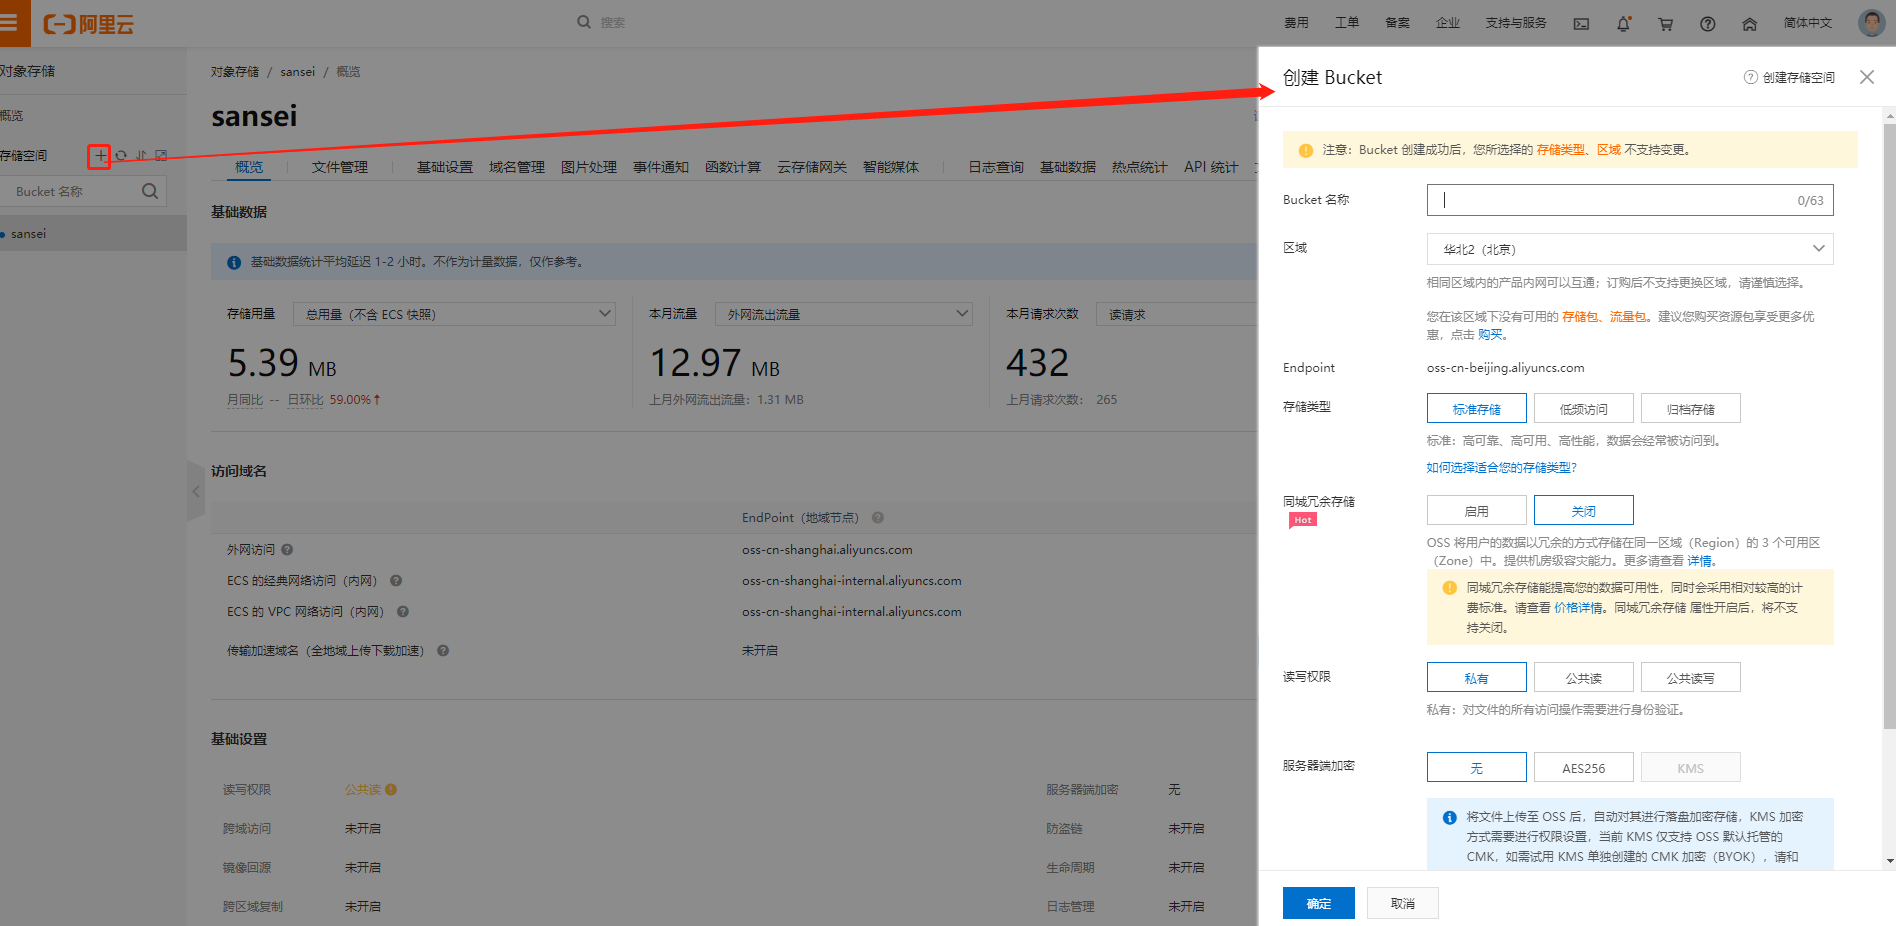 阿里云
搜索
费用
工单
备案
企业
支持与服务
简体中文
对象存储
概览
存储空间
Bucket 名称
sansei
对象存储 / sansei / 概览
sansei
概览
文件管理
基础设置
域名管理
图片处理
事件通知
函数计算
云存储网关
智能媒体
日志查询
基础数据
热点统计
API 统计
基础数据
基础数据统计平均延迟 1-2 小时。不作为计量数据，仅作参考。
存储用量
总用量（不含 ECS 快照）
本月流量
外网流出流量
本月请求次数
读请求
5.39 MB
12.97 MB
432
月同比 -- 日环比 59.00%↑
上月外网流出流量： 1.31 MB
上月请求次数： 265
访问域名
EndPoint（地域节点）
外网访问
oss-cn-shanghai.aliyuncs.com
ECS 的经典网络访问（内网）
oss-cn-shanghai-internal.aliyuncs.com
ECS 的 VPC 网络访问（内网）
oss-cn-shanghai-internal.aliyuncs.com
传输加速域名（全地域上传下载加速）
未开启
基础设置
读写权限
公共读
服务器端加密
无
跨域访问
未开启
防盗链
未开启
镜像回源
未开启
生命周期
未开启
跨区域复制
未开启
日志管理
未开启
创建 Bucket
创建存储空间
注意：Bucket 创建成功后，您所选择的 存储类型、区域 不支持变更。
Bucket 名称
0/63
区域
华北2（北京）
相同区域内的产品内网可以互通；订购后不支持更换区域，请谨慎选择。
您在该区域下没有可用的 存储包、流量包。建议您购买资源包享受更多优
惠，点击 购买。
Endpoint
oss-cn-beijing.aliyuncs.com
存储类型
标准存储
低频访问
归档存储
标准：高可靠、高可用、高性能，数据会经常被访问到。
如何选择适合您的存储类型?
同城冗余存储
Hot
启用
关闭
OSS 将用户的数据以冗余的方式存储在同一区域（Region）的 3 个可用区
（Zone）中。提供机房级容灾能力。更多请查看 详情。
同城冗余存储能提高您的数据可用性，同时会采用相对较高的计
费标准。请查看 价格详情。同城冗余存储 属性开启后，将不支
持关闭。
读写权限
私有
公共读
公共读写
私有：对文件的所有访问操作需要进行身份验证。
服务器端加密
无
AES256
KMS
将文件上传至 OSS 后，自动对其进行落盘加密存储，KMS 加密
方式需要进行权限设置，当前 KMS 仅支持 OSS 默认托管的
CMK，如需试用 KMS 单独创建的 CMK 加密（BYOK），请和
确定
取消